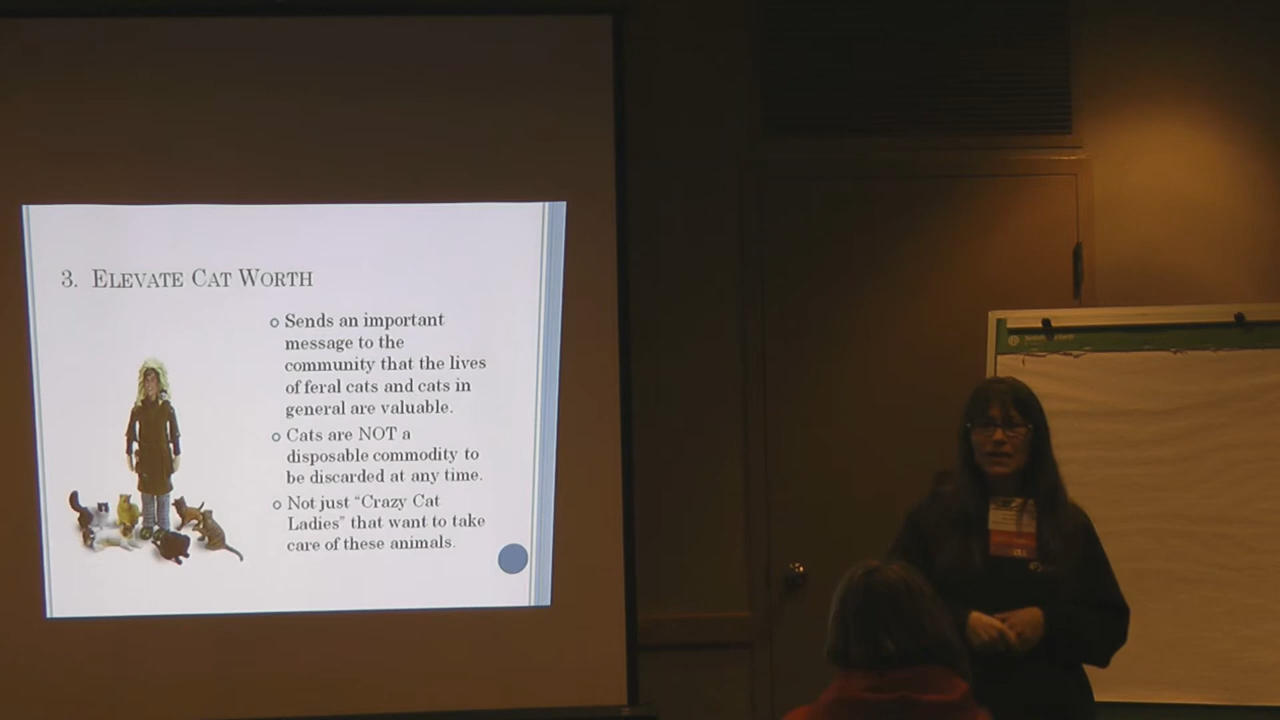 3. ELEVATE CAT WORTH
Sends an important
message to the
community that the lives
of feral cats and cats in
general are valuable.
Cats are NOT a
disposable commodity to
be discarded at any time.
Not just “Crazy Cat
Ladies” that want to take
care of these animals.